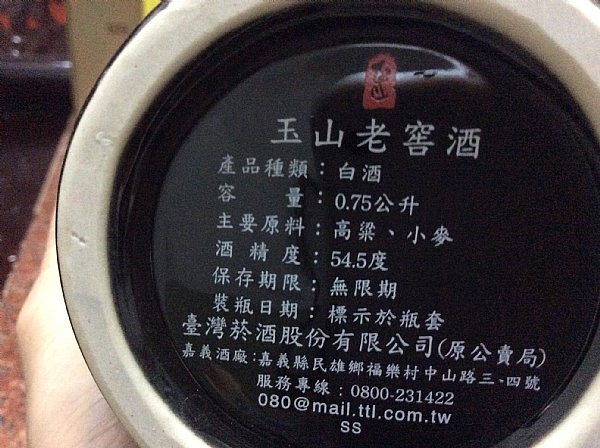 玉山
玉山老窖酒
產品種類：白酒
容量：0.75公升
主要原料：高粱、小麥
酒精度：54.5度
保存期限：無限期
裝瓶日期：標示於瓶套
臺灣菸酒股份有限公司(原公賣局)
嘉義酒廠：嘉義縣民雄鄉福樂村中山路三、四號
服務專線：0800-231422
080@mail.ttl.com.tw
SS